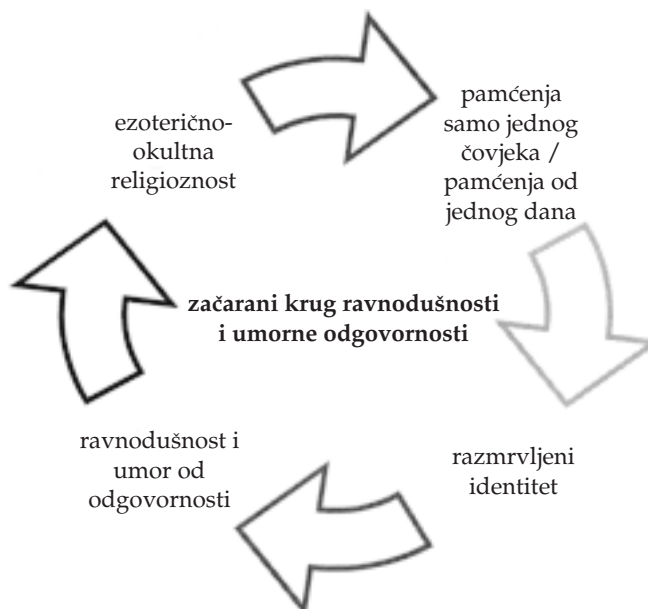 ezoterično-
okultna
religioznost
pamćenja
samo jednog
čovjeka /
pamćenja od
jednog dana
začarani krug ravnodušnosti
i umorne odgovornosti
razmrvljeni
identitet
ravnodušnost i
umor od
odgovornosti